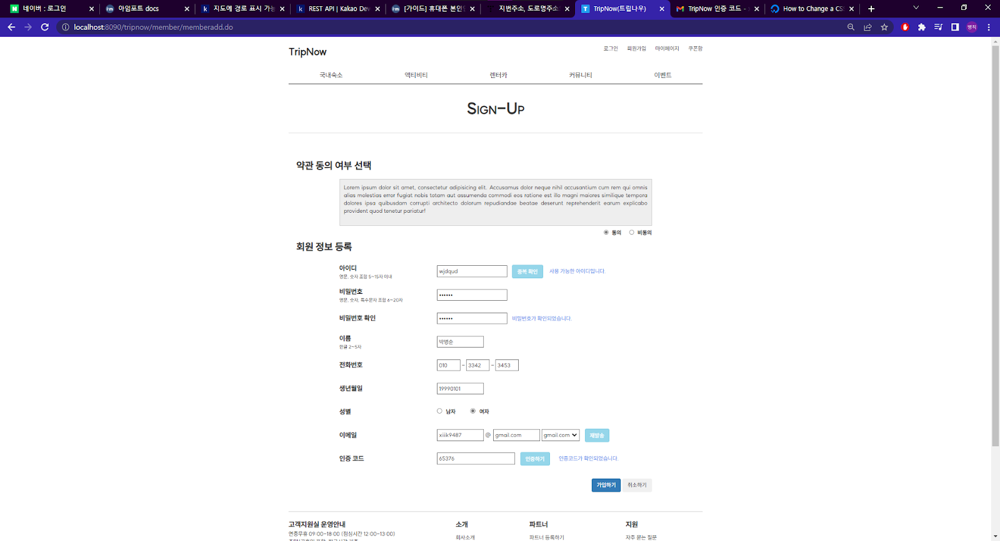 네이버 : 로그인
아임포트 docs
지도에 경로 표시 가능
REST API | Kakao Dev
[가이드] 휴대폰 본인
지번주소, 도로명주소
TripNow(트립나우)
TripNow 인증 코드 -
How to Change a CS
localhost:8090/tripnow/member/memberadd.do
병직
TripNow
로그인 회원가입 마이페이지 쿠폰함
국내숙소 액티비티 렌터카 커뮤니티 이벤트
Sign-Up
약관 동의 여부 선택
Lorem ipsum dolor sit amet, consectetur adipisicing elit. Accusamus dolor neque nihil accusantium cum rem qui omnis
alias molestias error fugiat nobis totam aut assumenda commodi eos ratione est illo magni maiores similique tempora
dolores ipsa quibusdam corrupti architecto dolorum repudiandae beatae deserunt reprehenderit earum explicabo
provident quod tenetur pariatur!
동의 비동의
회원 정보 등록
아이디 wjdqud 중복 확인 사용 가능한 아이디입니다.
영문, 숫자 조합 5~15자 이내
비밀번호 ••••••
영문, 숫자, 특수문자 조합 6~20자
비밀번호 확인 •••••• 비밀번호가 확인되었습니다.
이름 박병순
한글 2~5자
전화번호 010 - 3342 - 3453
생년월일 19990101
성별 남자 여자
이메일 xiiik9487 @ gmail.com gmail.com 재발송
인증 코드 65376 인증하기 인증코드가 확인되었습니다.
가입하기 취소하기
고객지원실 운영안내 소개 파트너 지원
연중무휴 09:00~18:00 (점심시간 12:00~13:00)
회사소개 파트너 등록하기 자주 묻는 질문